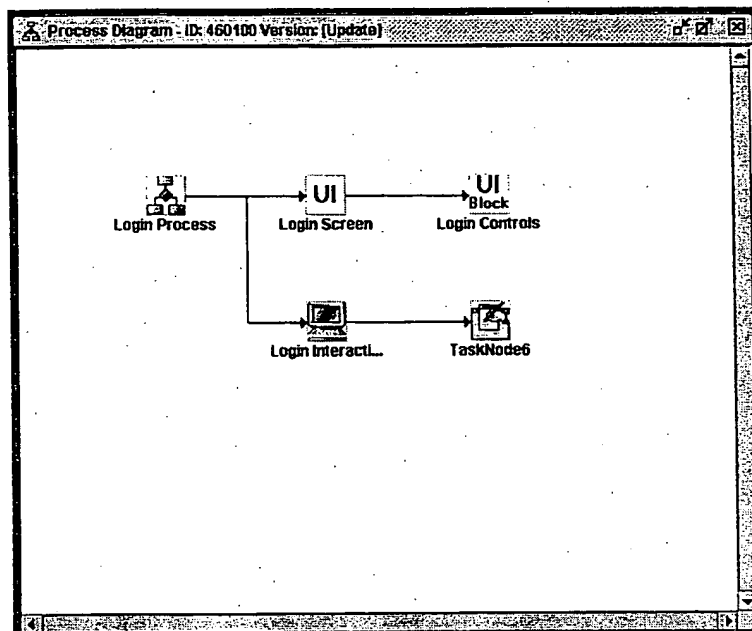 Process Diagram - ID: 460100 Version: [Update]
UI
UI
Block
Login Process
Login Screen
Login Controls
Login Interacti...
TaskNode6